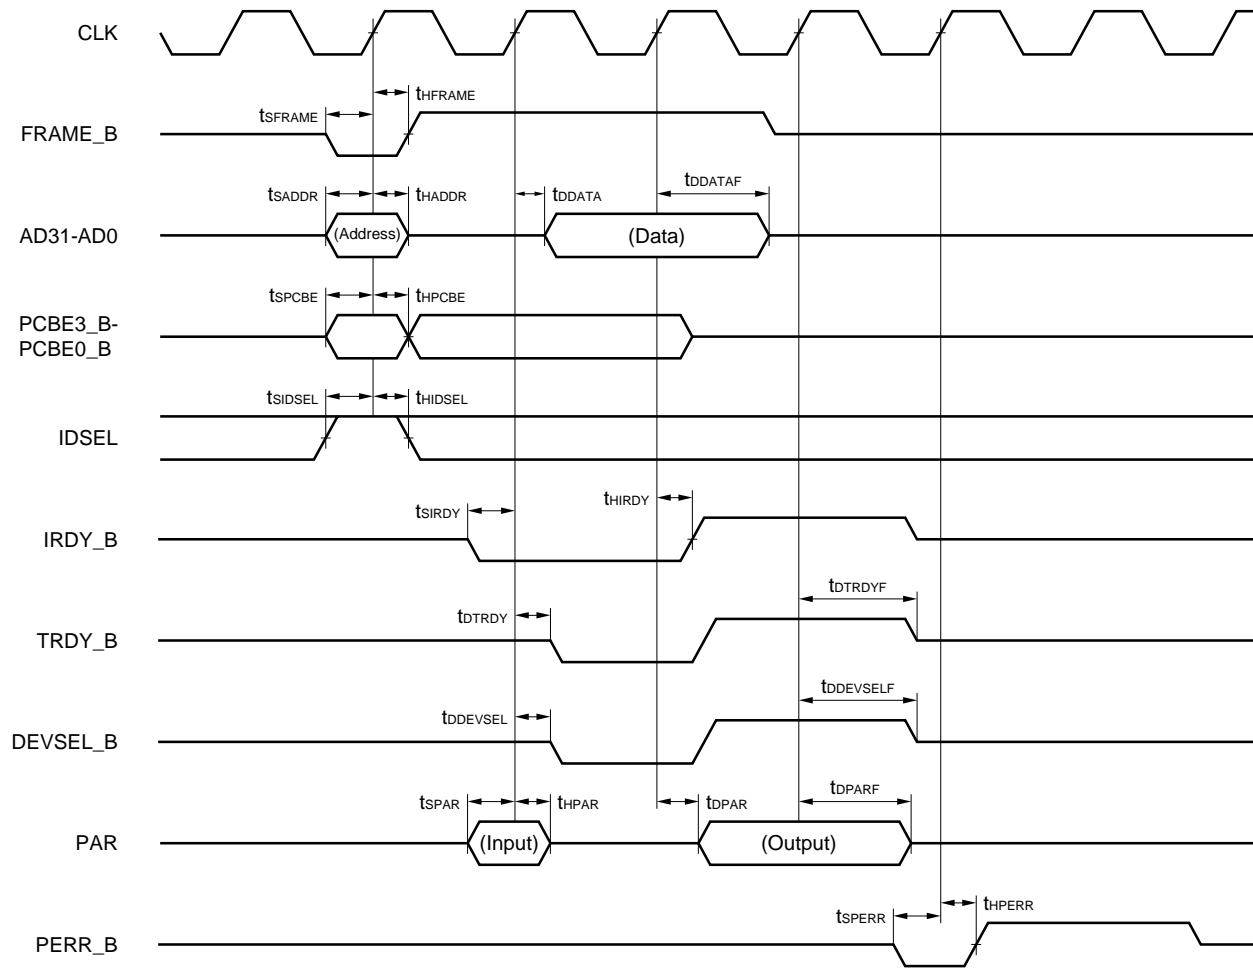 CLK
tHFRAME
tSFRAME
FRAME_B
tSADDR tHADDR tDDATA tDDATAF
AD31-AD0 (Address) (Data)
tSPCBE tHPCBE
PCBE3_B-
PCBE0_B
tSIDSEL tHIDSEL
IDSEL
tSIRDY tHIRDY
IRDY_B
tDTRDY tDTRDYF
TRDY_B
tDDEVSEL tDDEVSELF
DEVSEL_B
tSPAR tHPAR tDPAR tDPARF
PAR (Input) (Output)
tSPERR tHPERR
PERR_B